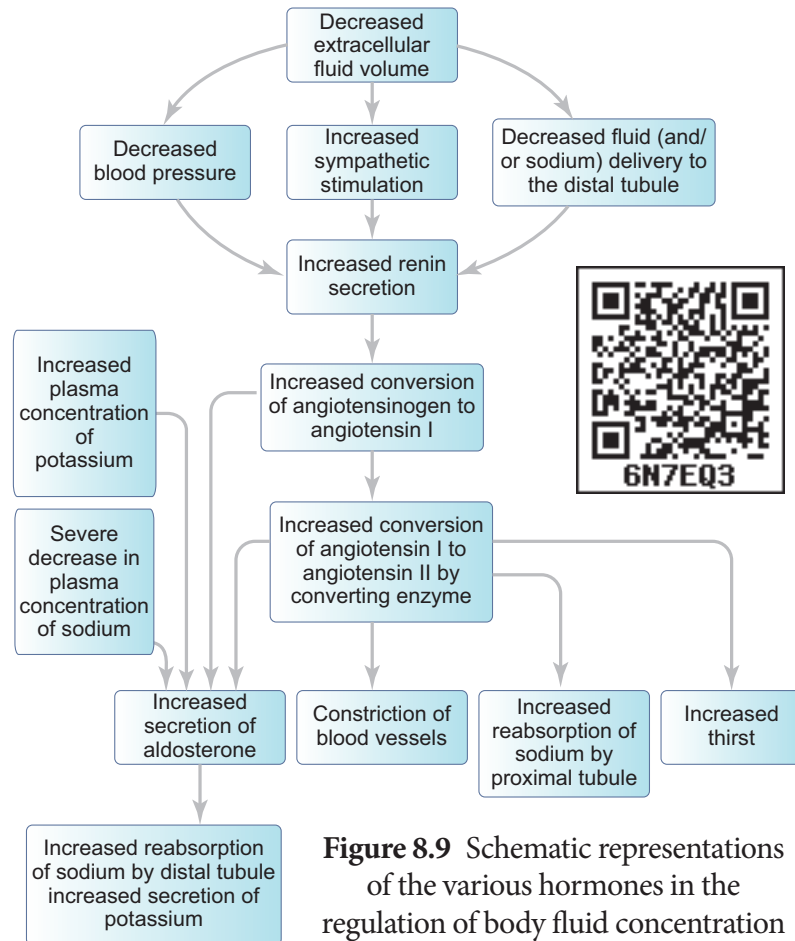 Decreased
extracellular
fluid volume
Decreased
blood pressure
Increased
sympathetic
stimulation
Decreased fluid (and/
or sodium) delivery to
the distal tubule
Increased renin
secretion
Increased
plasma
concentration
of
potassium
Increased conversion
of angiotensinogen to
angiotensin I
6N7EQ3
Severe
decrease in
plasma
concentration
of sodium
Increased conversion
of angiotensin I to
angiotensin II by
converting enzyme
Increased
secretion of
aldosterone
Constriction of
blood vessels
Increased
reabsorption of
sodium by
proximal tubule
Increased
thirst
Increased reabsorption
of sodium by distal tubule
increased secretion of
potassium
Figure 8.9 Schematic representations
of the various hormones in the
regulation of body fluid concentration